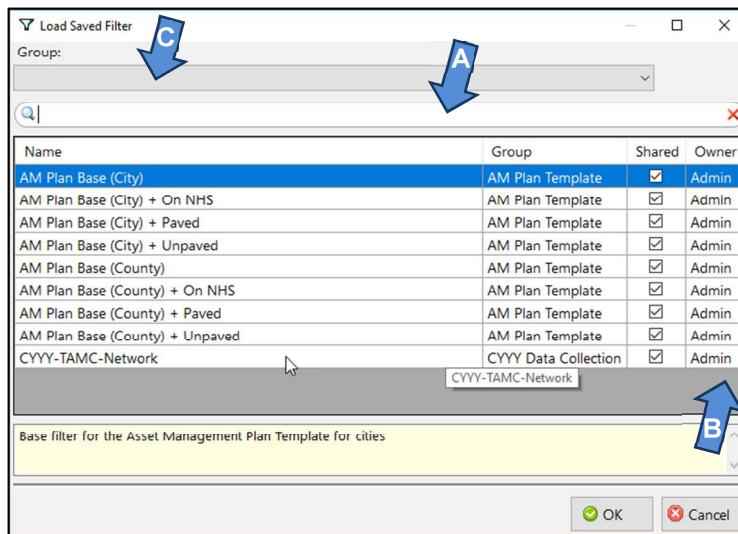 Load Saved Filter
C
Group:
A
Name Group Shared Owner
AM Plan Base (City) AM Plan Template Admin
AM Plan Base (City) + On NHS AM Plan Template Admin
AM Plan Base (City) + Paved AM Plan Template Admin
AM Plan Base (City) + Unpaved AM Plan Template Admin
AM Plan Base (County) AM Plan Template Admin
AM Plan Base (County) + On NHS AM Plan Template Admin
AM Plan Base (County) + Paved AM Plan Template Admin
AM Plan Base (County) + Unpaved AM Plan Template Admin
CYYY-TAMC-Network CYYY Data Collection Admin
CYYY-TAMC-Network
B
Base filter for the Asset Management Plan Template for cities
OK Cancel